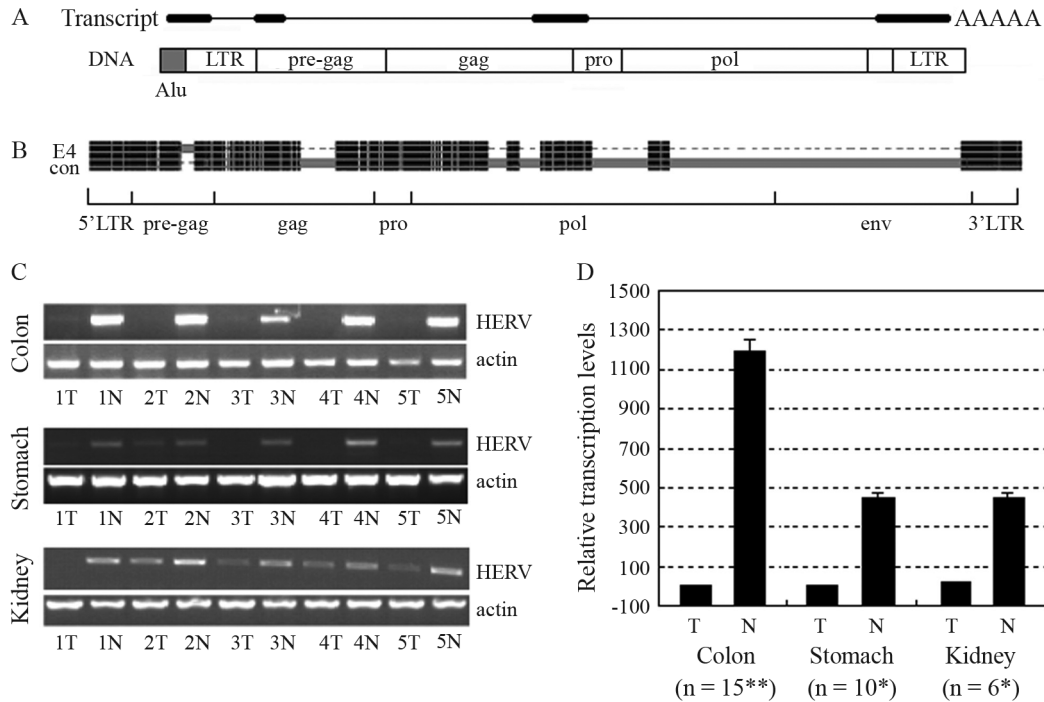 A
Transcript AAAAA
DNA LTR pre-gag gag pro pol LTR
Alu
B
E4
con
5’LTR pre-gag gag pro pol env 3’LTR
C
Colon
HERV
actin
1T 1N 2T 2N 3T 3N 4T 4N 5T 5N
Stomach
HERV
actin
1T 1N 2T 2N 3T 3N 4T 4N 5T 5N
Kidney
HERV
actin
1T 1N 2T 2N 3T 3N 4T 4N 5T 5N
D
Relative transcription levels
1500
1300
1100
900
700
500
300
100
-100
T N T N T N
Colon Stomach Kidney
(n = 15**) (n = 10*) (n = 6*)